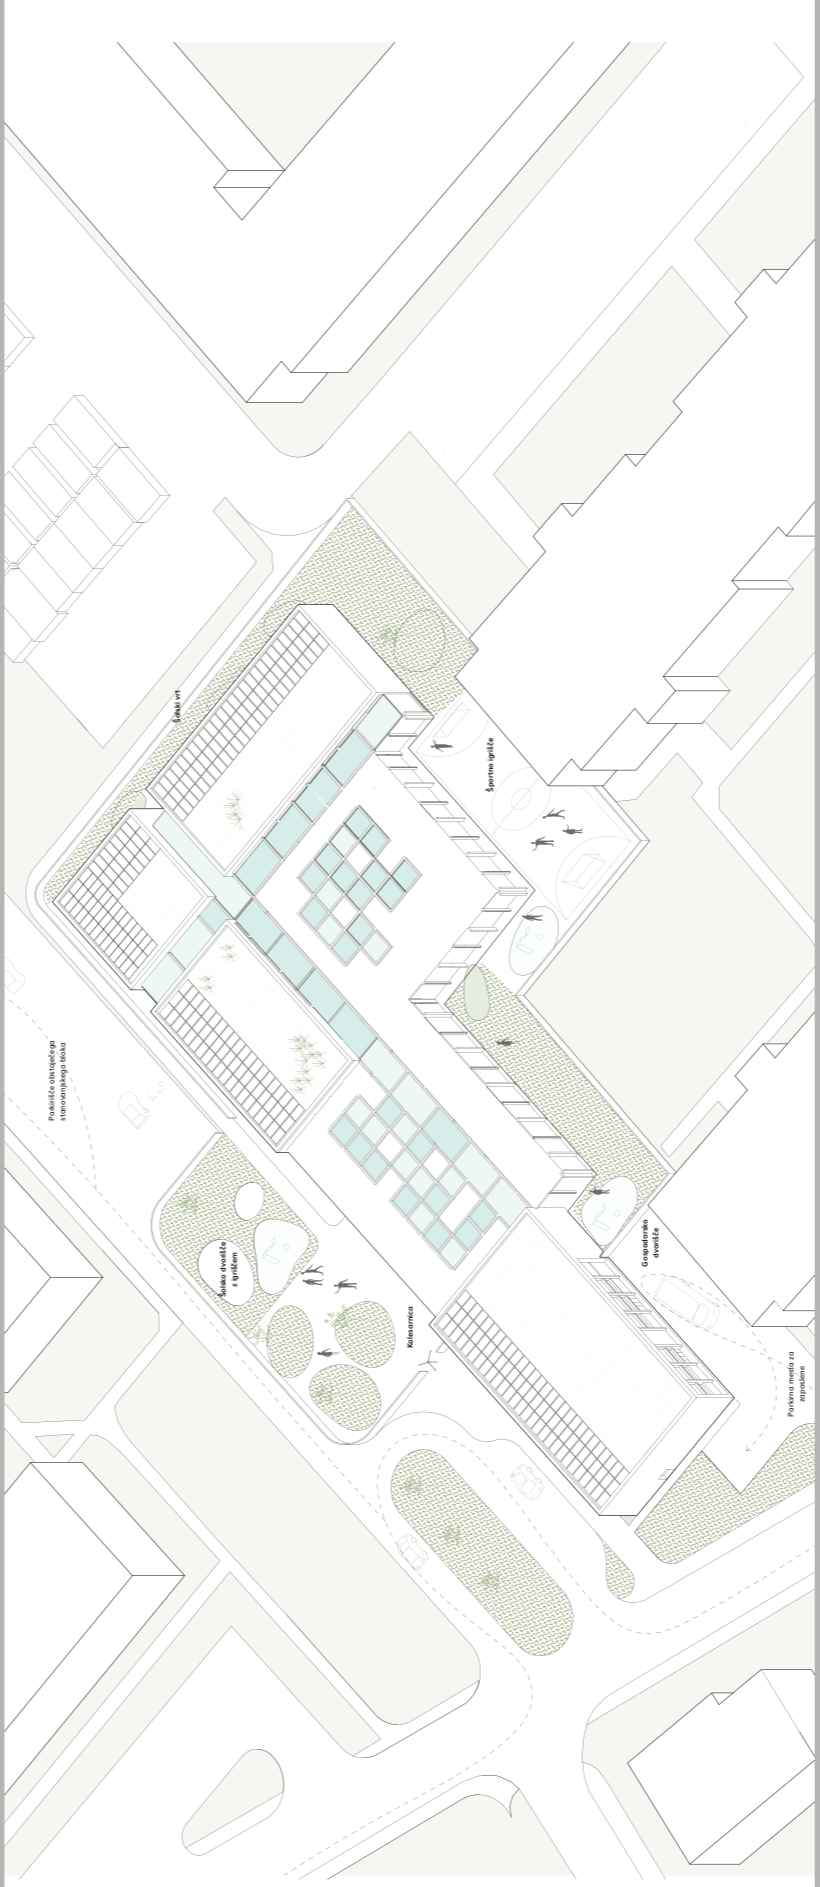 Šolski vrt
Športno igrišče
Parkirišče obstoječega
stanovanjskega bloka
Šolsko dvorišče
z igriščem
Kolesarnica
Gospodarsko
dvorišče
Parkirna mesta za
zaposlene